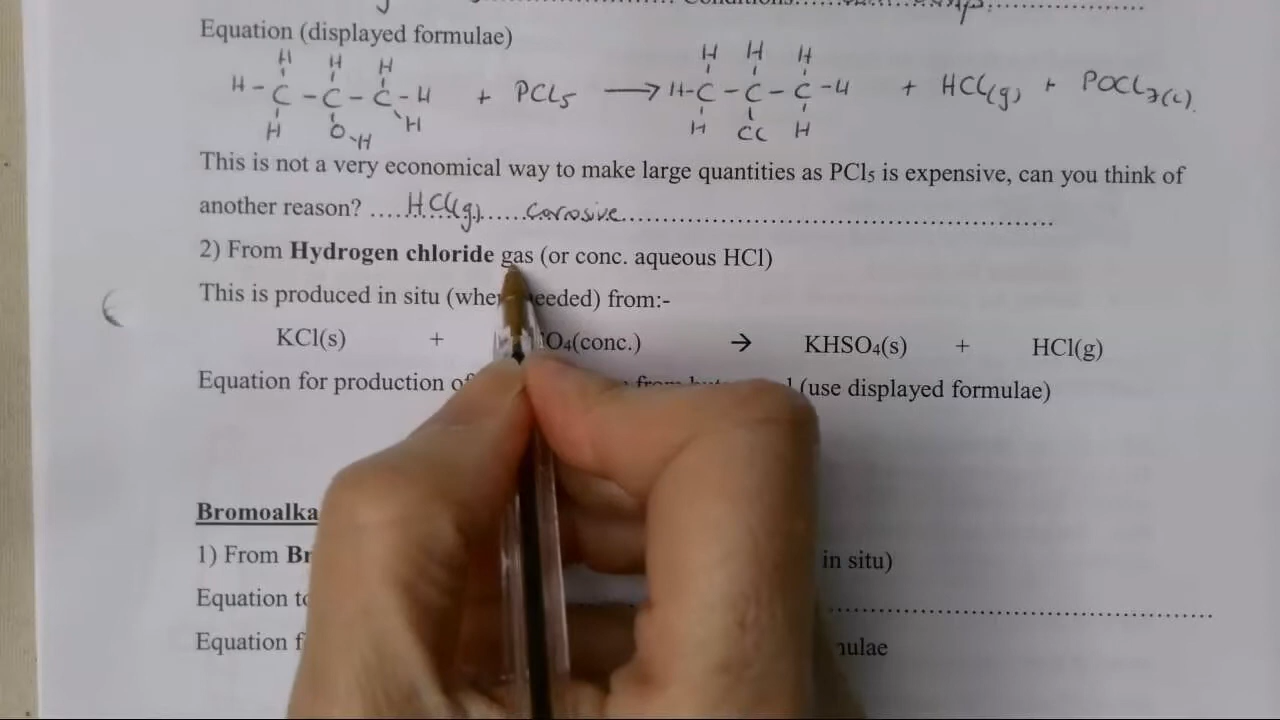 Equation (displayed formulae)
H H H H H H
H - C - C - C - H + PCl5 → H - C - C - C - H + HCl(g) + POCl3(l)
H O-H H H Cl H
This is not a very economical way to make large quantities as PCl5 is expensive, can you think of
another reason? .....HCl(g)......corrosive..........
2) From Hydrogen chloride gas (or conc. aqueous HCl)
This is produced in situ (when needed) from:-
KCl(s) + O4(conc.) → KHSO4(s) + HCl(g)
Equation for production from (use displayed formulae)
Bromoalka
1) From Br in situ)
Equation
Equation